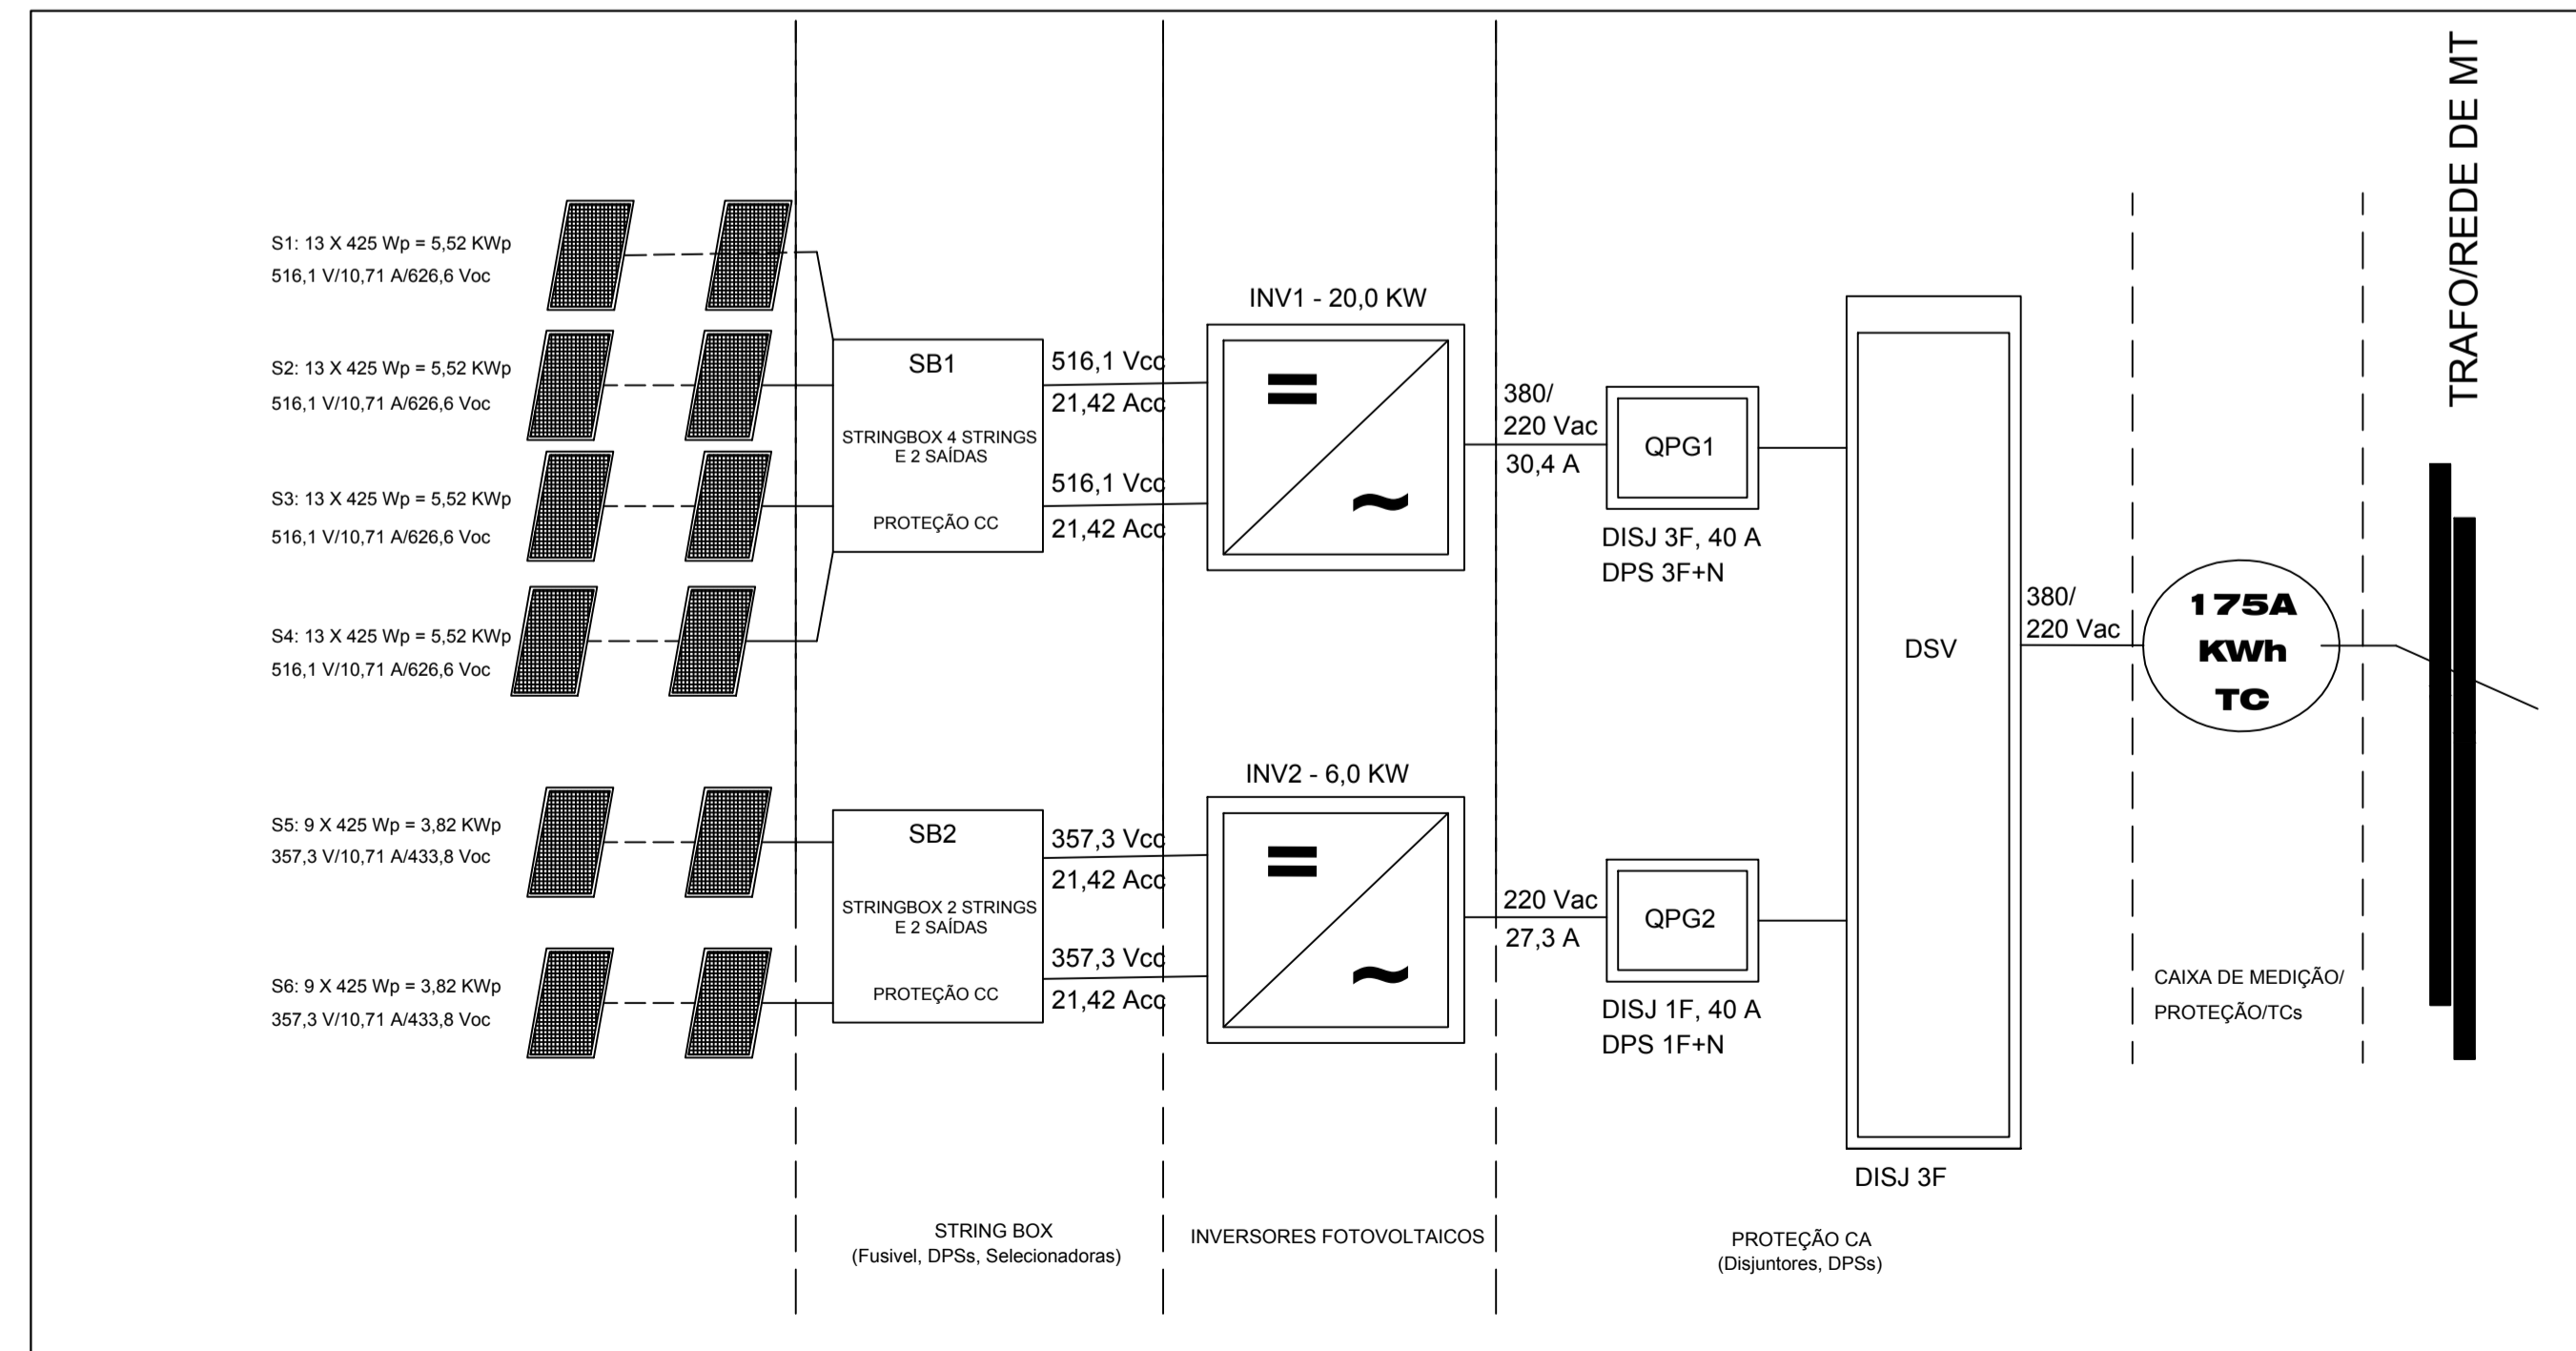 TRAFO/REDE DE MT
S1: 13 X 425 Wp = 5,52 KWp
516,1 V/10,71 A/626,6 Voc
S2: 13 X 425 Wp = 5,52 KWp
516,1 V/10,71 A/626,6 Voc
S3: 13 X 425 Wp = 5,52 KWp
516,1 V/10,71 A/626,6 Voc
S4: 13 X 425 Wp = 5,52 KWp
516,1 V/10,71 A/626,6 Voc
S5: 9 X 425 Wp = 3,82 KWp
357,3 V/10,71 A/433,8 Voc
S6: 9 X 425 Wp = 3,82 KWp
357,3 V/10,71 A/433,8 Voc
SB1
STRINGBOX 4 STRINGS
E 2 SAÍDAS
PROTEÇÃO CC
516,1 Vcc
21,42 Acc
516,1 Vcc
21,42 Acc
SB2
STRINGBOX 2 STRINGS
E 2 SAÍDAS
PROTEÇÃO CC
357,3 Vcc
21,42 Acc
357,3 Vcc
21,42 Acc
INV1 - 20,0 KW
=
~
INV2 - 6,0 KW
=
~
380/
220 Vac
30,4 A
QPG1
DISJ 3F, 40 A
DPS 3F+N
220 Vac
27,3 A
QPG2
DISJ 1F, 40 A
DPS 1F+N
DSV
DISJ 3F
380/
220 Vac
175A
KWh
TC
CAIXA DE MEDIÇÃO/
PROTEÇÃO/TCs
STRING BOX
(Fusivel, DPSs, Selecionadoras)
INVERSORES FOTOVOLTAICOS
PROTEÇÃO CA
(Disjuntores, DPSs)